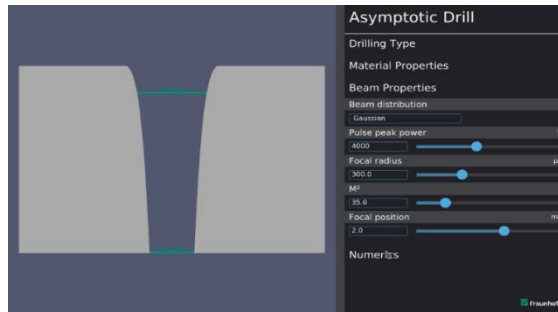 Asymptotic Drill
Drilling Type
Material Properties
Beam Properties
Beam distribution
Gaussian
Pulse peak power
4000
Focal radius
300.0
M²
35.0
Focal position
2.0
Numerics